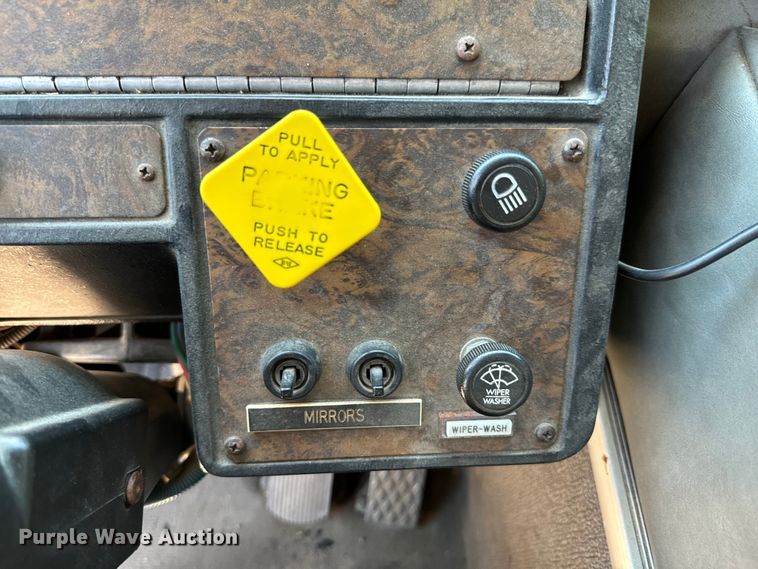 PULL
TO APPLY
PARKING
BRAKE
PUSH TO
RELEASE
WIPER
WASHER
MIRRORS
WIPER-WASH
Purple Wave Auction